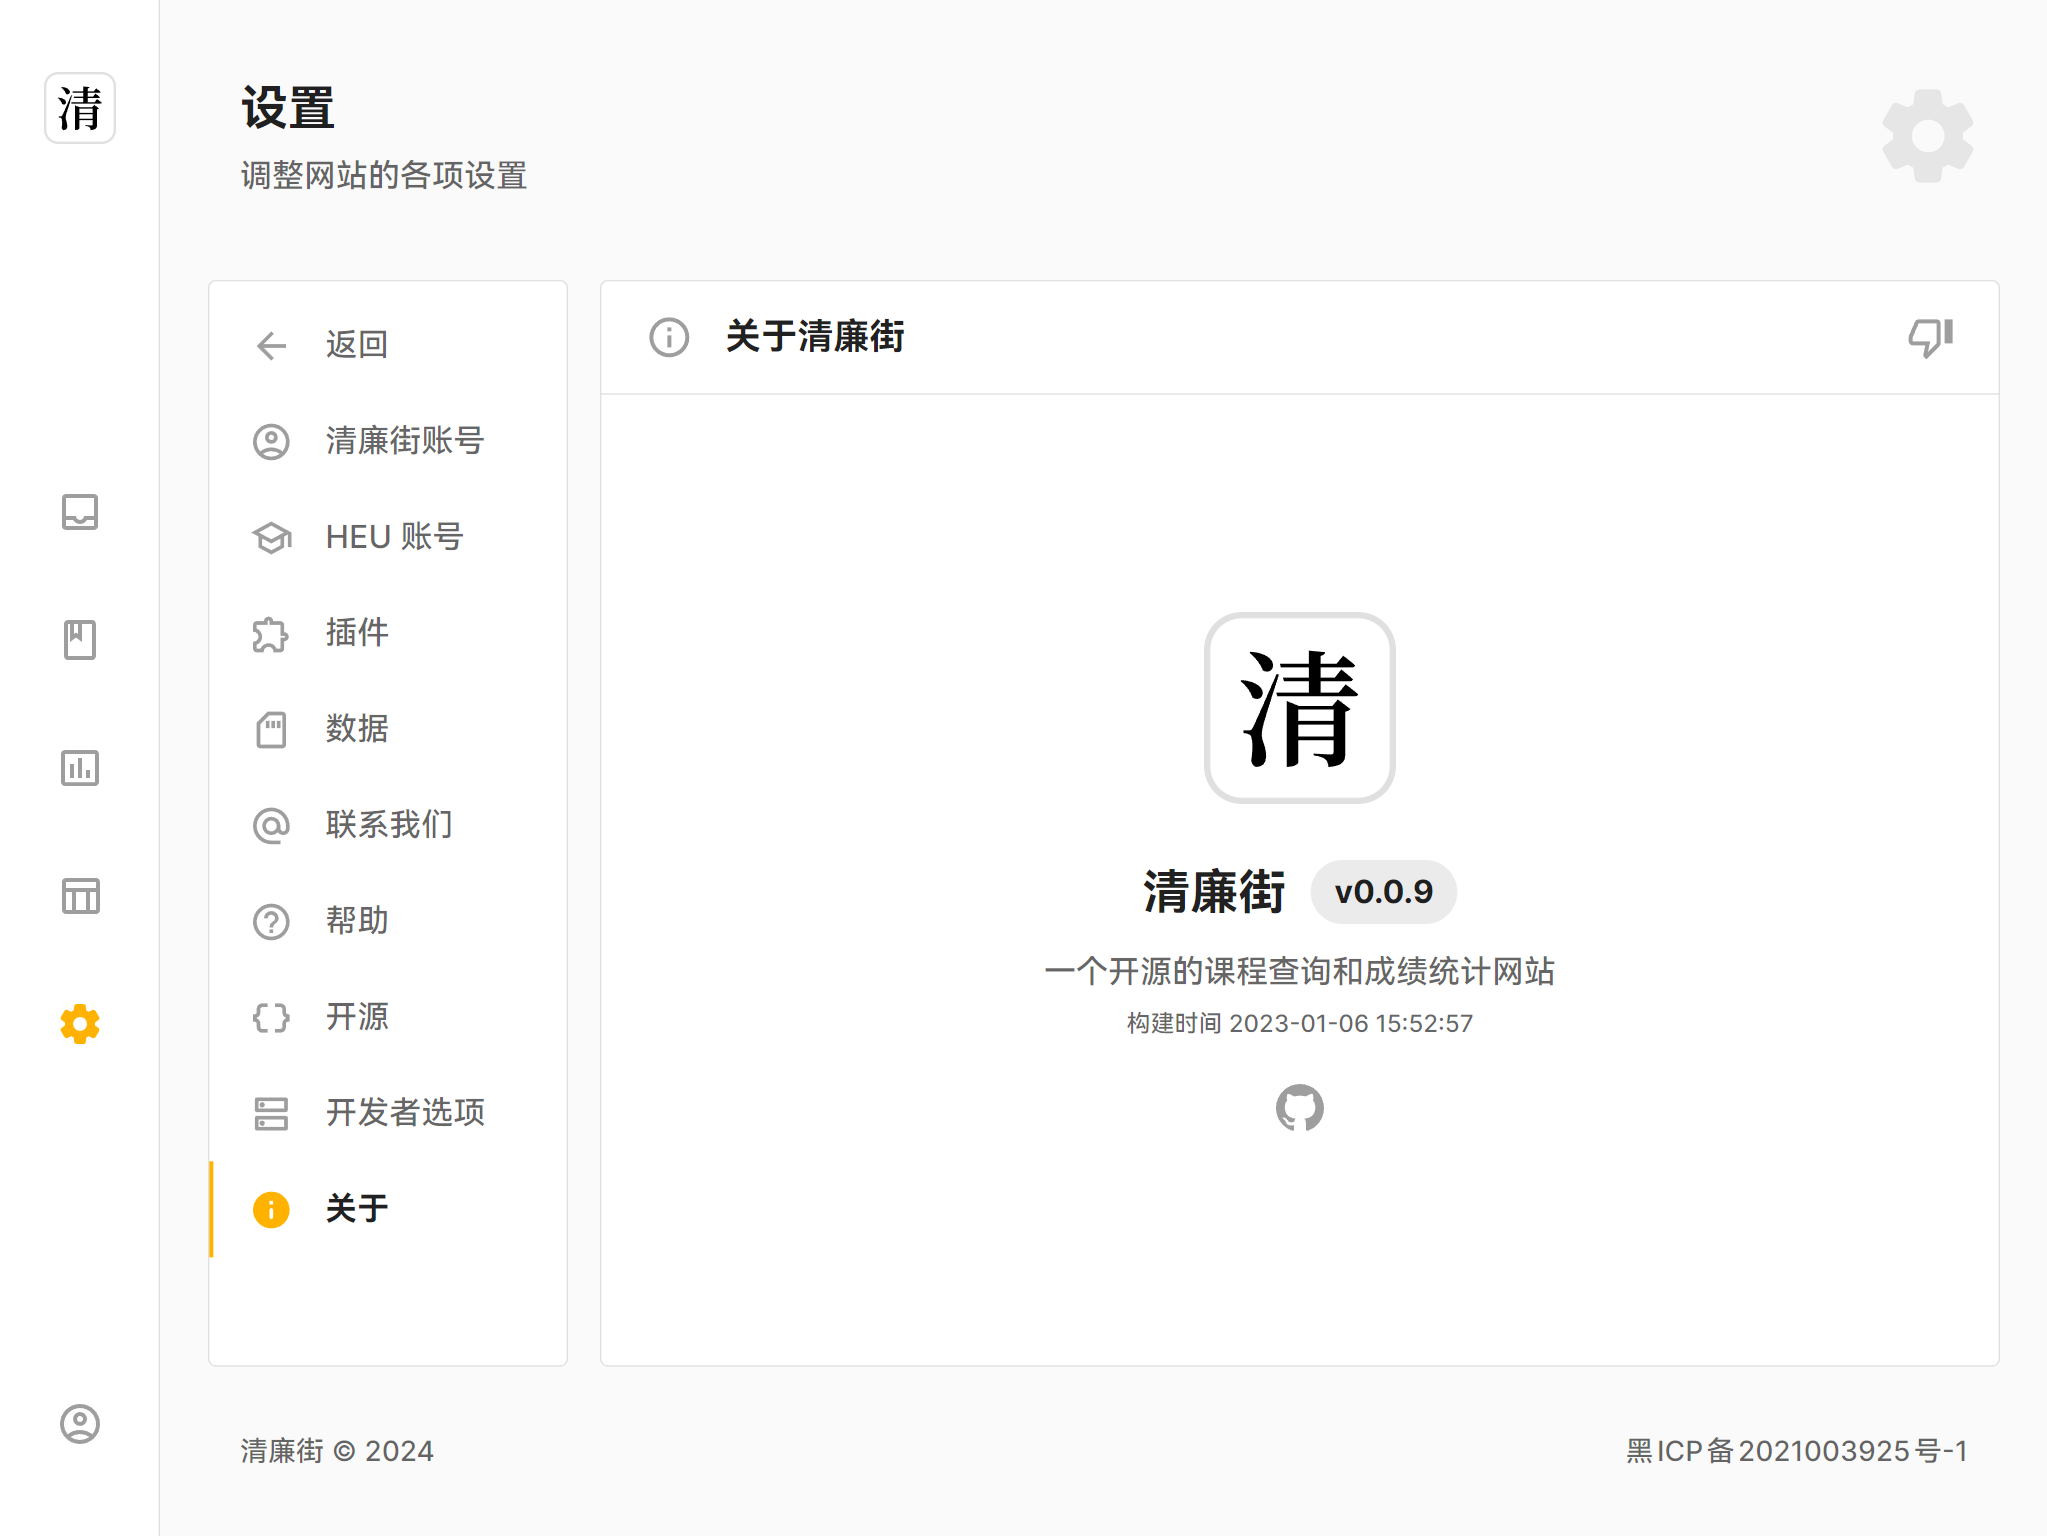 清
设置
调整网站的各项设置
返回
清廉街账号
HEU 账号
插件
数据
联系我们
帮助
开源
开发者选项
关于
关于清廉街
清
清廉街 v0.0.9
一个开源的课程查询和成绩统计网站
构建时间 2023-01-06 15:52:57
清廉街 © 2024
黑ICP备2021003925号-1